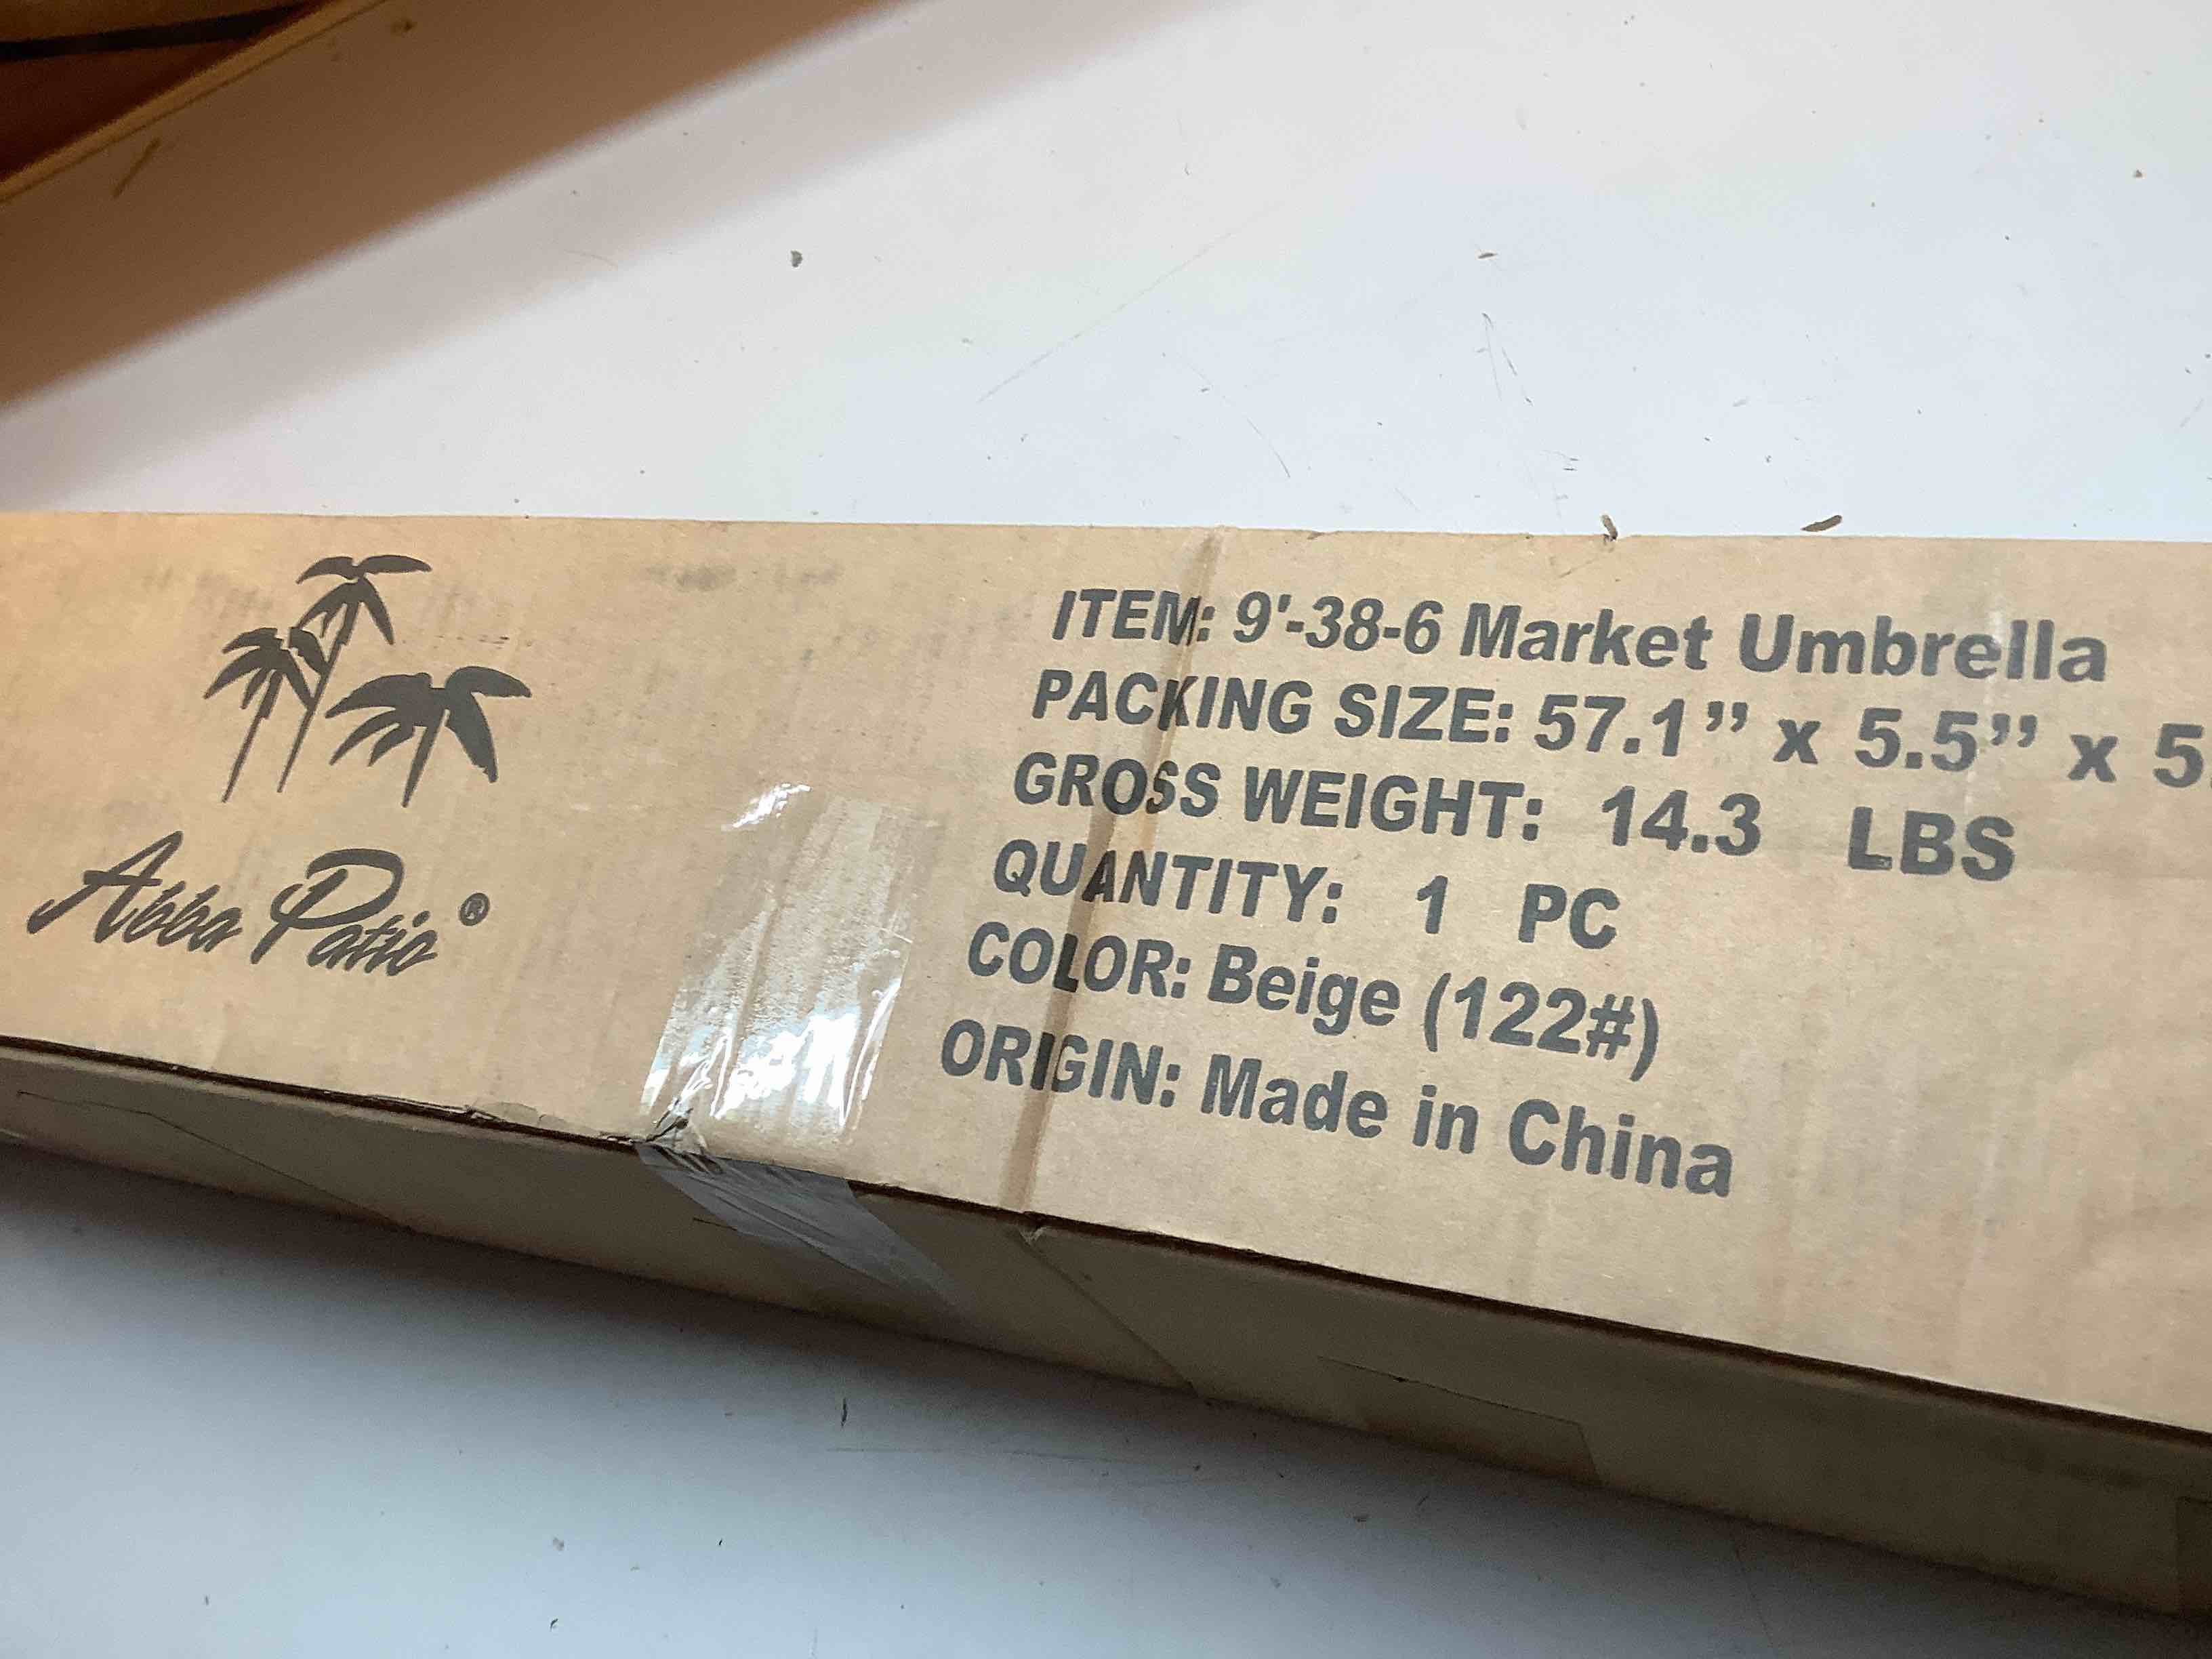 Abba Patio®
ITEM: 9'-38-6 Market Umbrella
PACKING SIZE: 57.1” x 5.5” x 5.
GROSS WEIGHT: 14.3 LBS
QUANTITY: 1 PC
COLOR: Beige (122#)
ORIGIN: Made in China